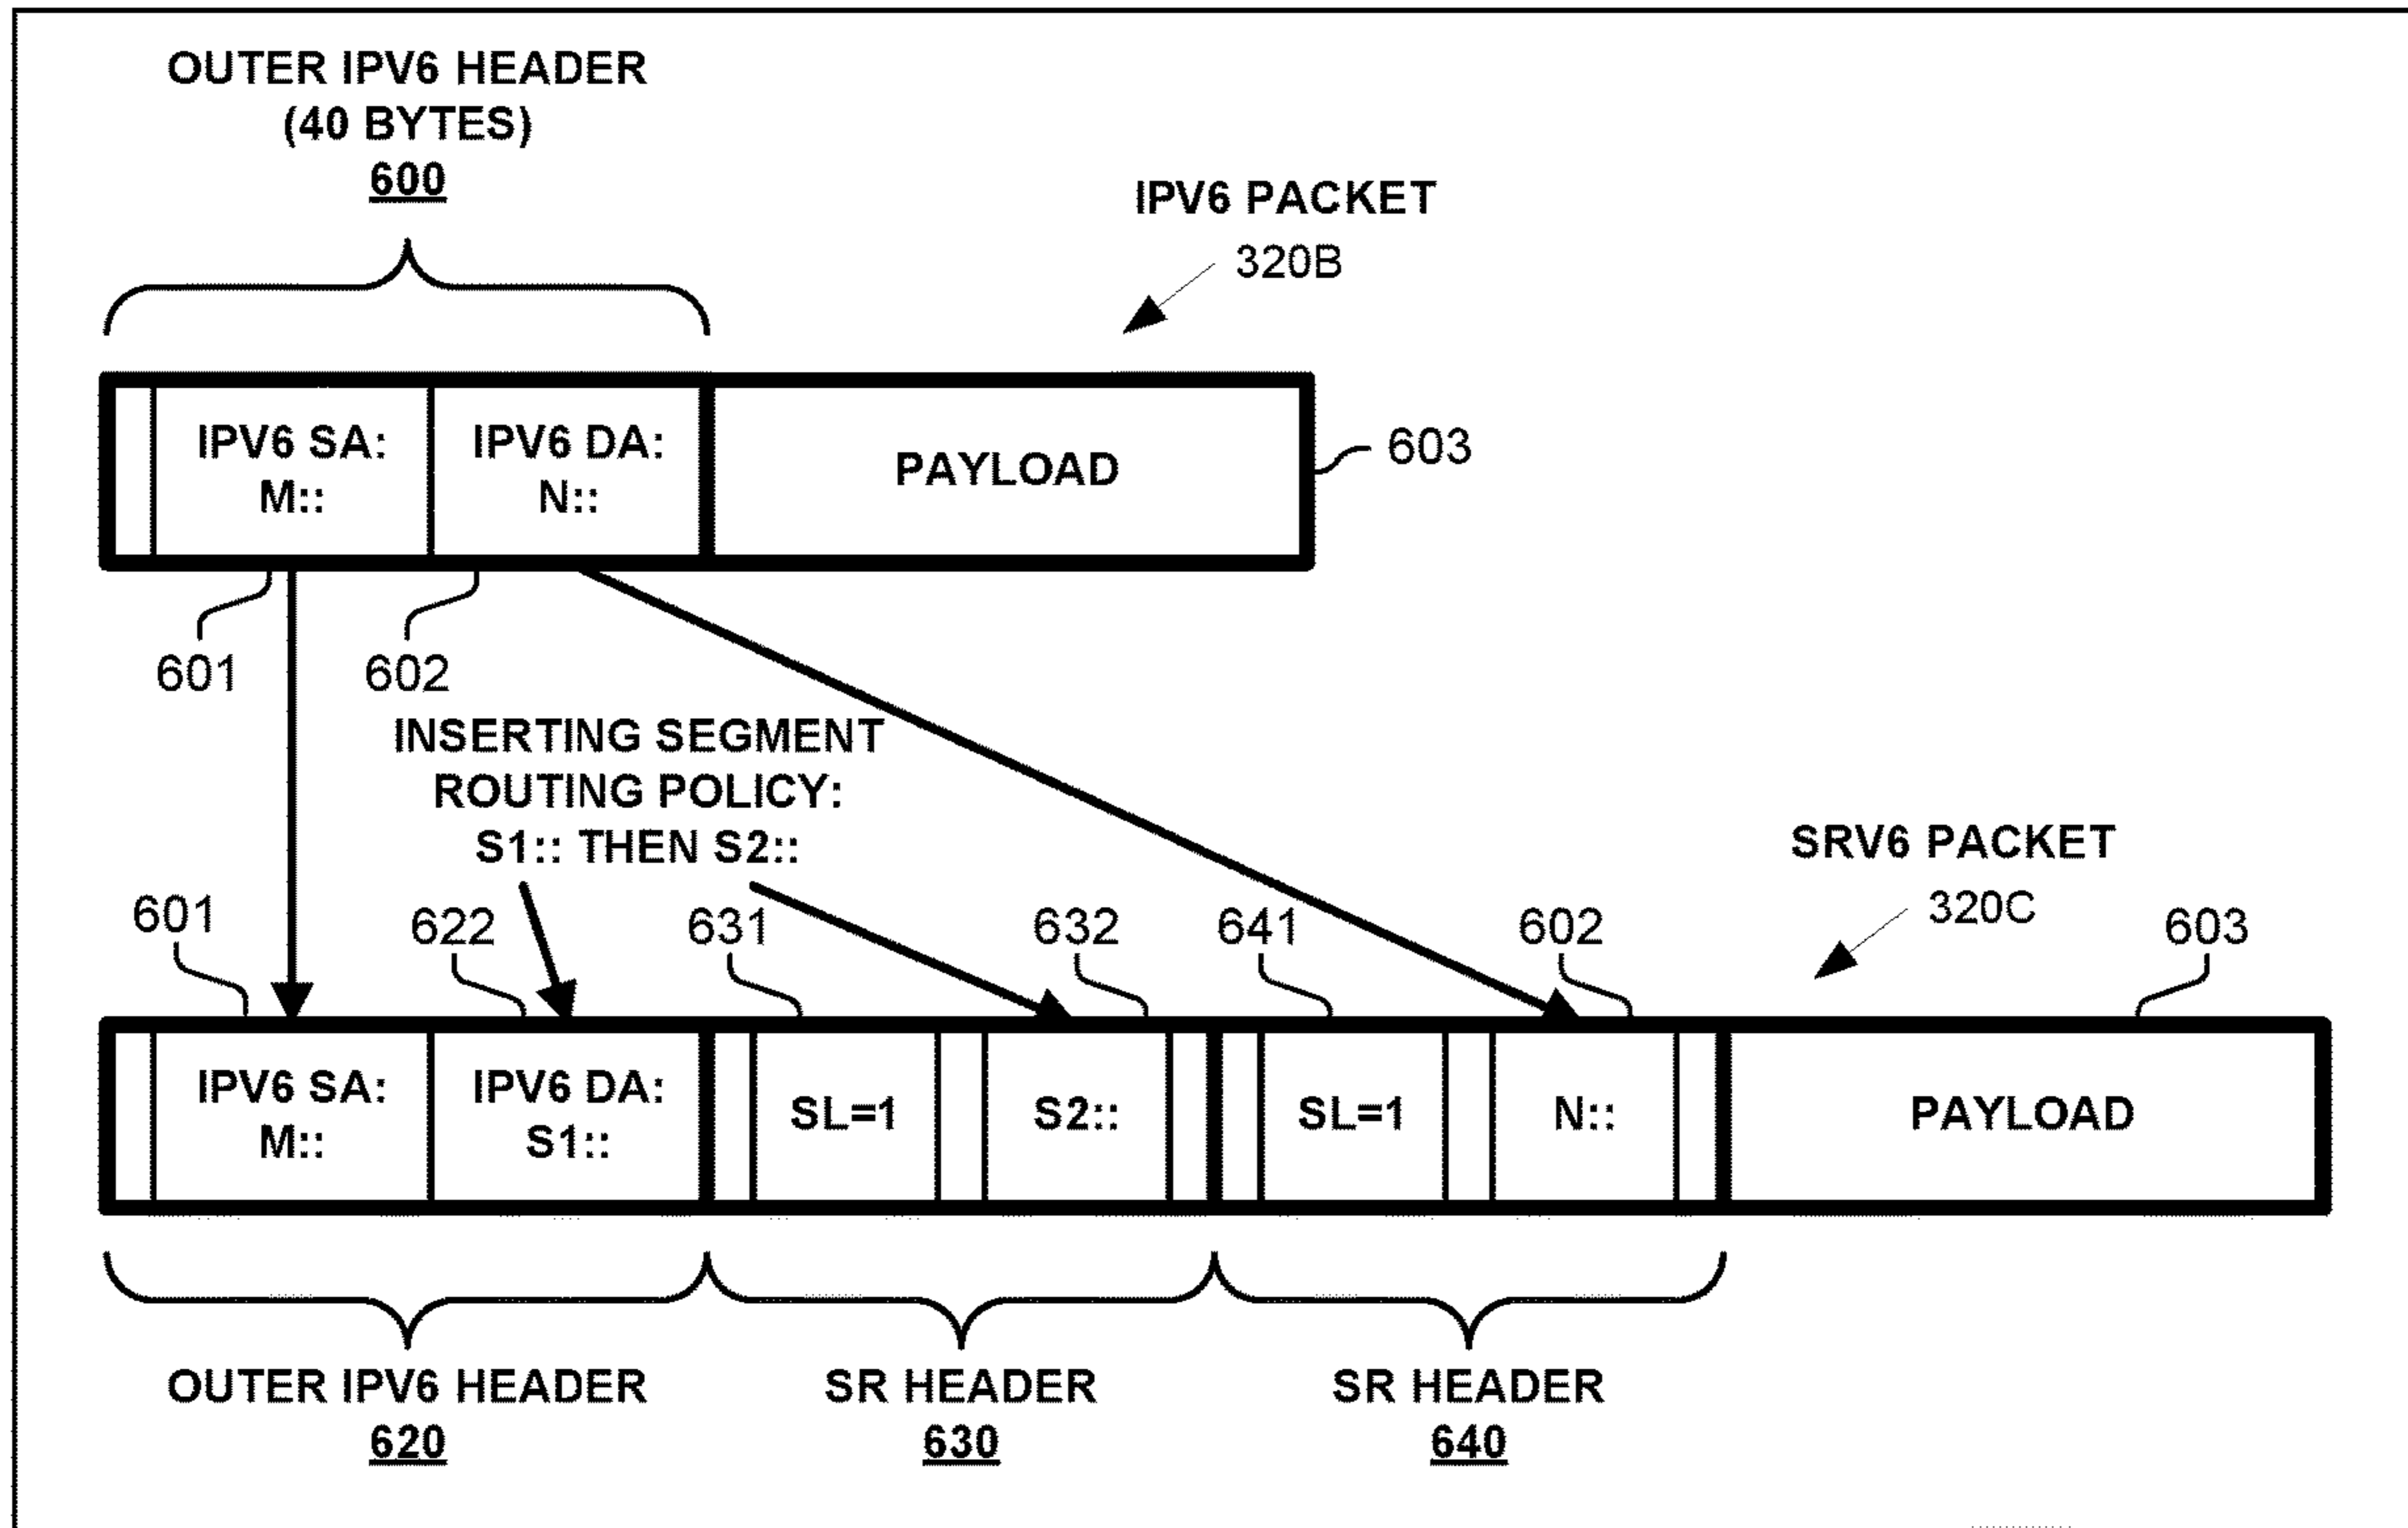 OUTER IPV6 HEADER
(40 BYTES)
600
IPV6 PACKET
320B
IPV6 SA:
M::
IPV6 DA:
N::
PAYLOAD
603
601
602
INSERTING SEGMENT
ROUTING POLICY:
S1:: THEN S2::
SRV6 PACKET
320C
601
622
631
632
641
602
603
IPV6 SA:
M::
IPV6 DA:
S1::
SL=1
S2::
SL=1
N::
PAYLOAD
OUTER IPV6 HEADER
620
SR HEADER
630
SR HEADER
640